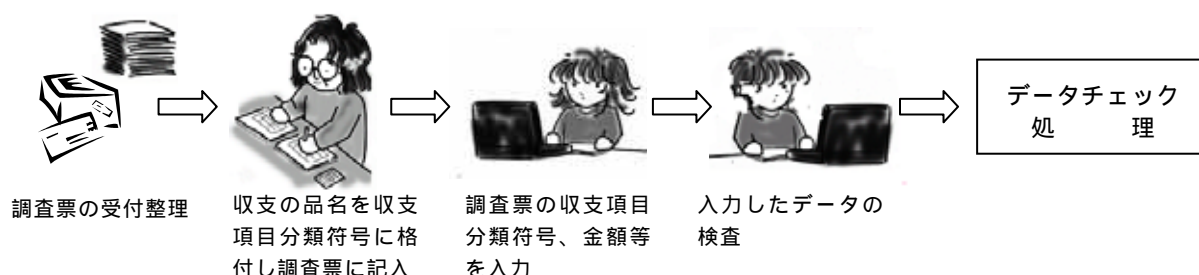 調査票の受付整理
収支の品名を収支
項目分類符号に格
付し調査票に記入
調査票の収支項目
分類符号、金額等
を入力
入力したデータの
検査
データチェック
処　　理